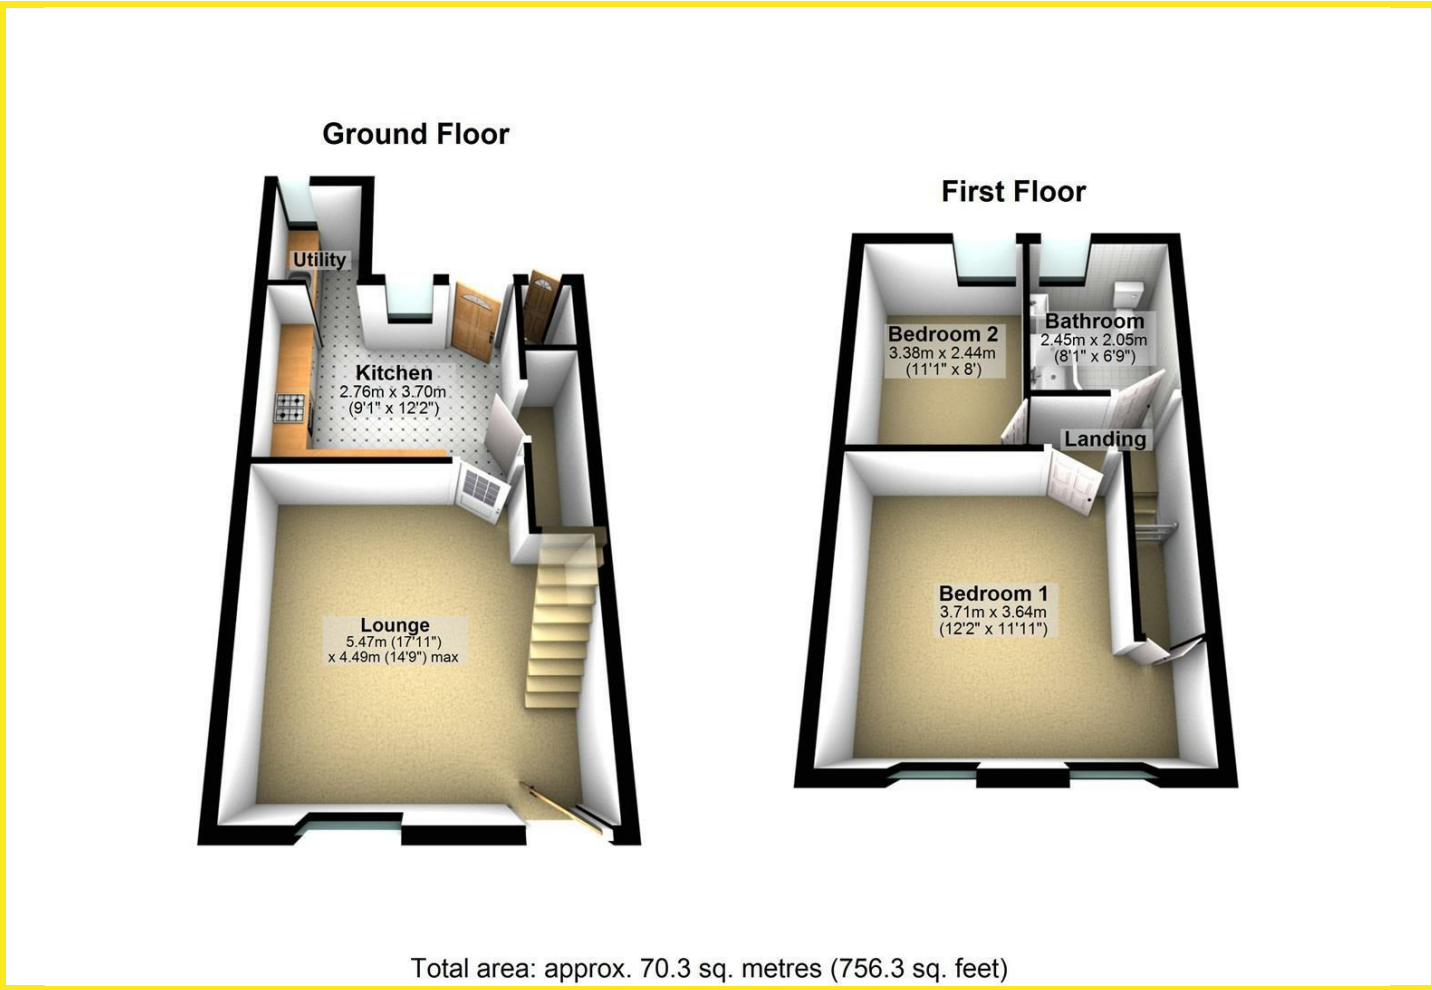 Ground Floor
Utility
Kitchen
2.76m x 3.70m
(9'1" x 12'2")
Lounge
5.47m (17'11")
x 4.49m (14'9") max
First Floor
Bedroom 2
3.38m x 2.44m
(11'1" x 8')
Bathroom
2.45m x 2.05m
(8'1" x 6'9")
Landing
Bedroom 1
3.71m x 3.64m
(12'2" x 11'11")
Total area: approx. 70.3 sq. metres (756.3 sq. feet)